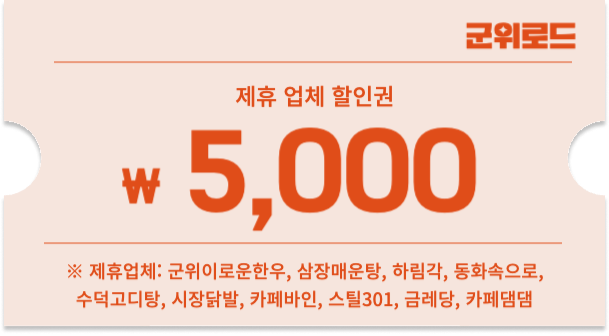 군위로드
제휴 업체 할인권
₩ 5,000
※ 제휴업체: 군위이로운한우, 삼장매운탕, 하림각, 동화속으로,
수덕고디탕, 시장닭발, 카페바인, 스틸301, 금레당, 카페댐댐